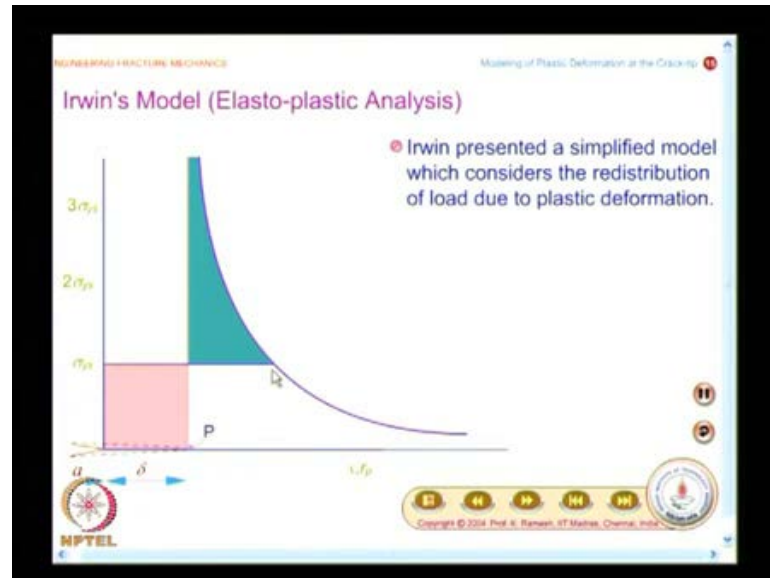 NGINEERING FRACTURE MECHANICS
Modeling of Plastic Deformation at the Crack-tip
Irwin's Model (Elasto-plastic Analysis)
Irwin presented a simplified model
which considers the redistribution
of load due to plastic deformation.
3σys
2σys
σys
P
a δ x,rp
NPTEL
Copyright © 2004 Prof. K. Ramesh, IIT Madras, Chennai, India